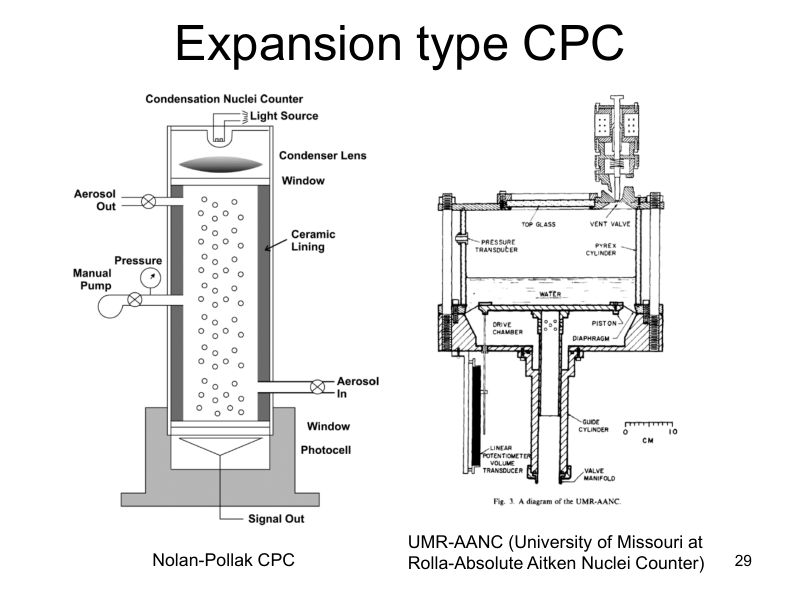 Expansion type CPC
Condensation Nuclei Counter
Light Source
Condenser Lens
Window
Aerosol
Out
Ceramic
Lining
Pressure
Manual
Pump
Aerosol
In
Window
Photocell
Signal Out
Nolan-Pollak CPC
TOP GLASS
VENT VALVE
PRESSURE
TRANSDUCER
PYREX
CYLINDER
WATER
DRIVE
CHAMBER
PISTON
DIAPHRAGM
GUIDE
CYLINDER
0 10
CM
LINEAR
POTENTIOMETER
VOLUME
TRANSDUCER
VALVE
MANIFOLD
Fig. 3. A diagram of the UMR-AANC.
UMR-AANC (University of Missouri at
Rolla-Absolute Aitken Nuclei Counter)
29